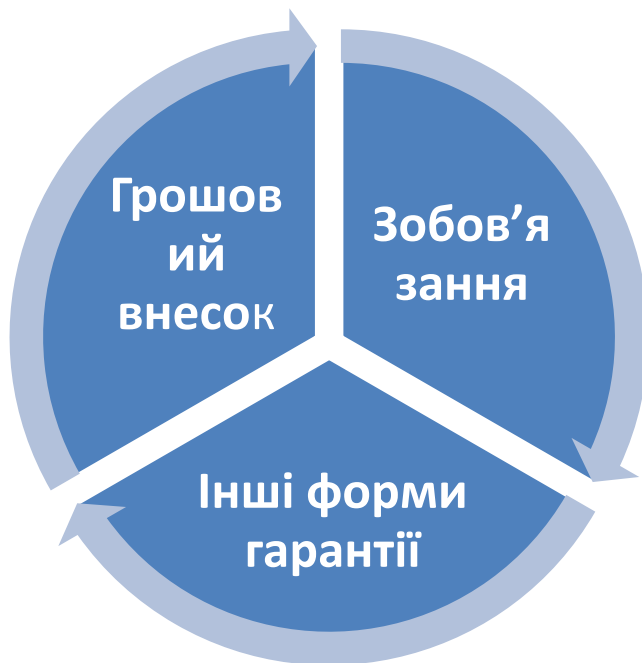 Грошов
ий
внесок
Зобов’я
зання
Інші форми
гарантії